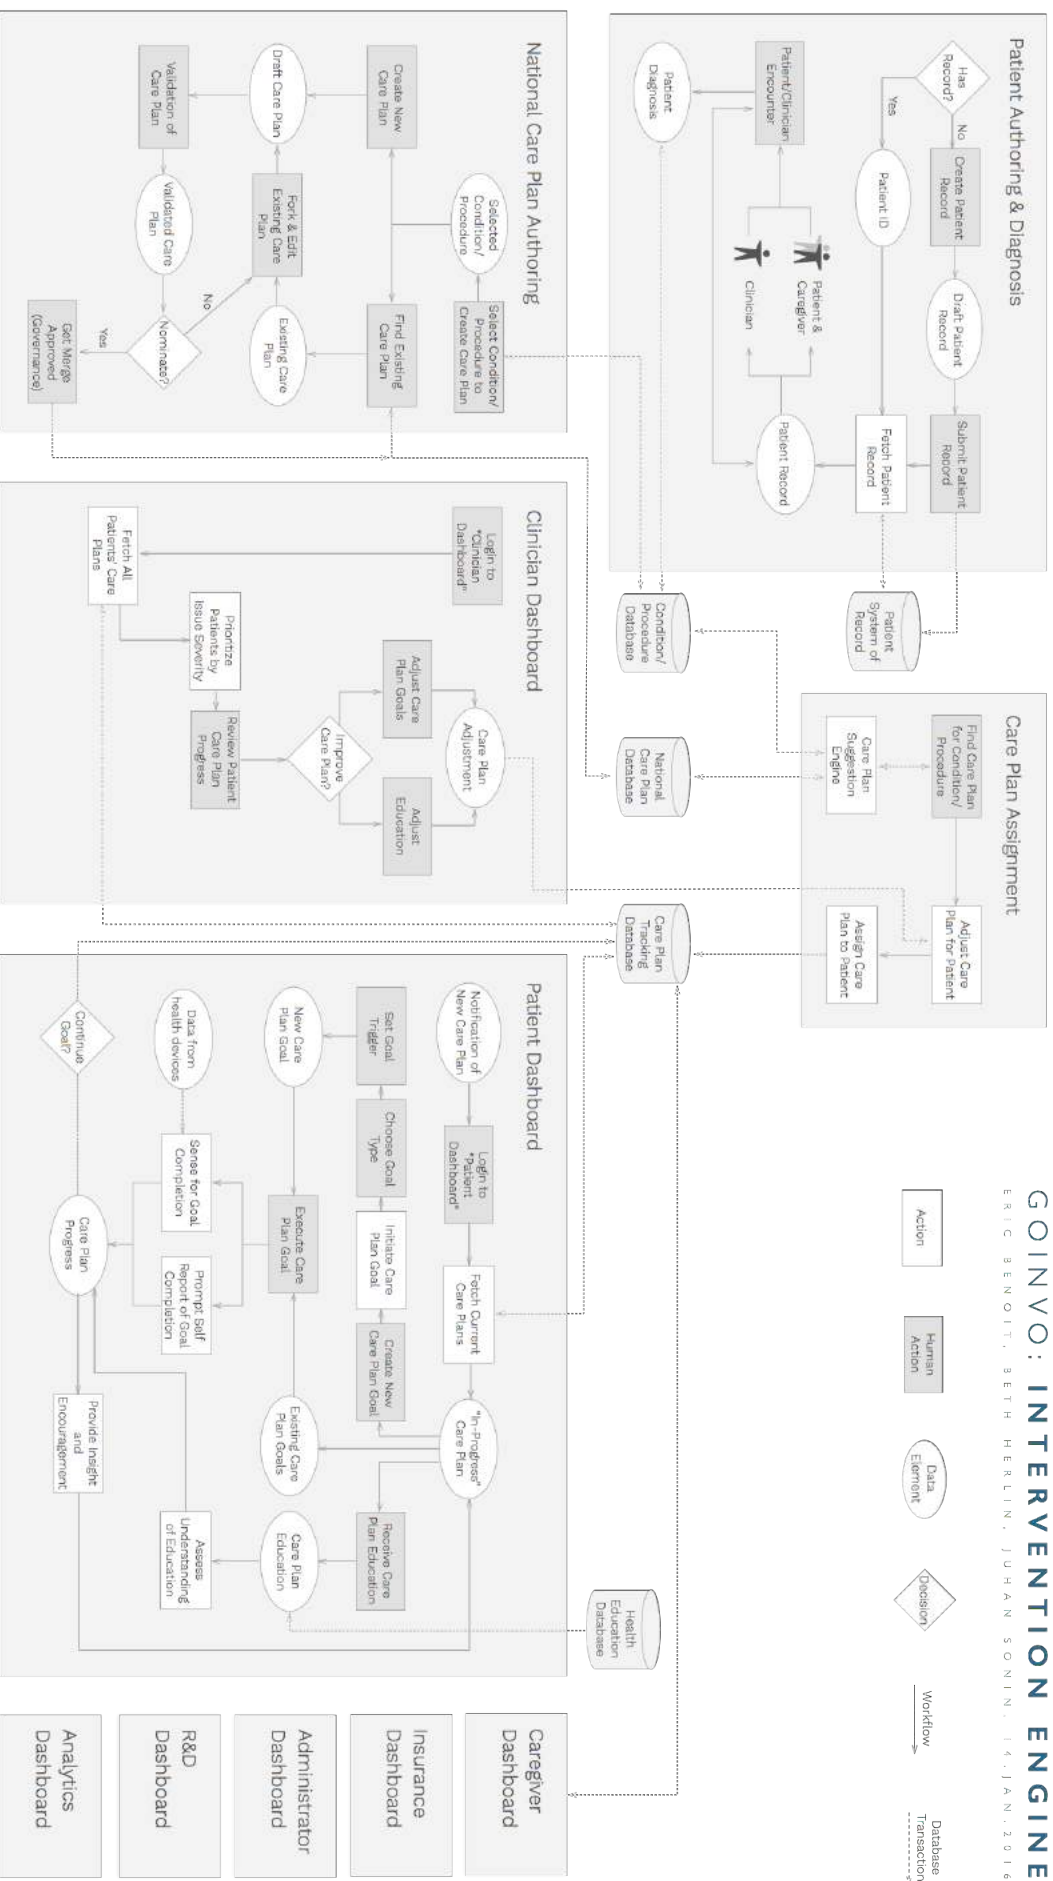 GOINVO: INTERVENTION ENGINE
ERIC BENOIT, BETH HERLIN, JUHAN SONIN. 14.JAN.2016
Action
Human
Action
Data
Element
Decision
Workflow
Database
Transaction
Patient Authoring & Diagnosis
Has
Record?
No
Yes
Create Patient
Record
Draft Patient
Record
Submit Patient
Record
Patient ID
Fetch Patient
Record
Patient/Clinician
Encounter
Patient &
Caregiver
Clinician
Patient Record
Patient
Diagnosis
Patient
System of
Record
Condition/
Procedure
Database
National
Care Plan
Database
Care Plan
Tracking
Database
Health
Education
Database
Care Plan Assignment
Find Care Plan
for Condition/
Procedure
Adjust Care
Plan for Patient
Care Plan
Suggestion
Engine
Assign Care
Plan to Patient
National Care Plan Authoring
Selected
Condition/
Procedure
Select Condition/
Procedure to
Create Care Plan
Create New
Care Plan
Find Existing
Care Plan
Draft Care Plan
Fork & Edit
Existing Care
Plan
Existing Care
Plan
Validation of
Care Plan
Validated Care
Plan
Nominate?
No
Yes
Get Merge
Approved
(Governance)
Clinician Dashboard
Login to
"Clinician
Dashboard"
Care Plan
Adjustment
Adjust Care
Plan Goals
Adjust
Education
Improve
Care Plan?
Prioritize
Patients by
Issue Severity
Review Patient
Care Plan
Progress
Fetch All
Patients' Care
Plans
Patient Dashboard
Notification of
New Care Plan
Login to
"Patient
Dashboard"
Fetch Current
Care Plans
"In-Progress"
Care Plan
Set Goal
Trigger
Choose Goal
Type
Initiate Care
Plan Goal
Create New
Care Plan Goal
Receive Care
Plan Education
New Care
Plan Goal
Execute Care
Plan Goal
Existing Care
Plan Goals
Care Plan
Education
Data from
health devices
Sense for Goal
Completion
Prompt Self
Report of Goal
Completion
Assess
Understanding
of Education
Continue
Goal?
Care Plan
Progress
Provide Insight
and
Encouragement
Caregiver
Dashboard
Insurance
Dashboard
Administrator
Dashboard
R&D
Dashboard
Analytics
Dashboard